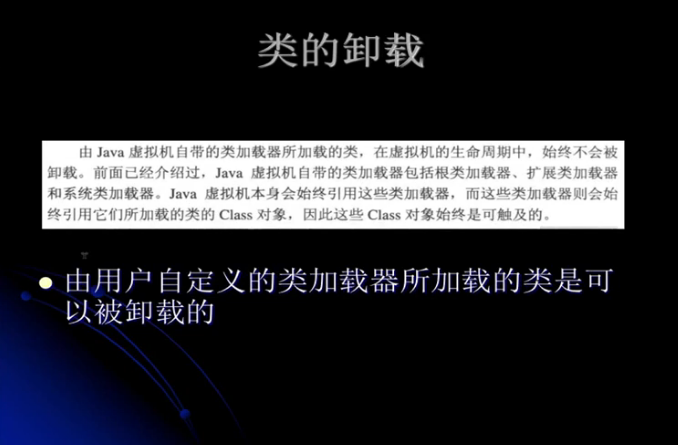 类的卸载
由 Java 虚拟机自带的类加载器所加载的类，在虚拟机的生命周期中，始终不会被
卸载。前面已经介绍过，Java 虚拟机自带的类加载器包括根类加载器、扩展类加载器
和系统类加载器。Java 虚拟机本身会始终引用这些类加载器，而这些类加载器则会始
终引用它们所加载的类的 Class 对象，因此这些 Class 对象始终是可触及的。
由用户自定义的类加载器所加载的类是可
以被卸载的